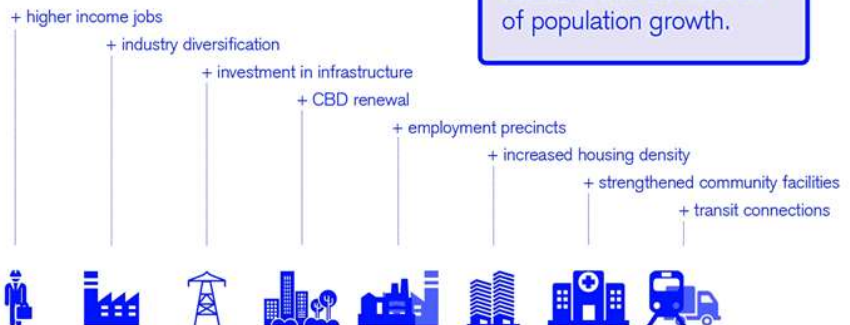 of population growth.
+ higher income jobs
+ industry diversification
+ investment in infrastructure
+ CBD renewal
+ employment precincts
+ increased housing density
+ strengthened community facilities
+ transit connections